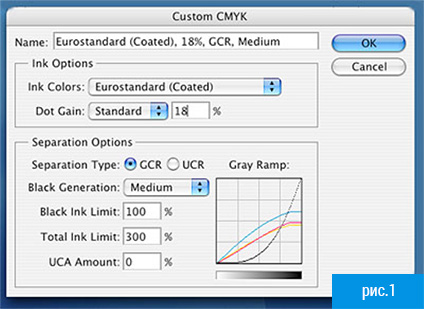 Custom CMYK
Name: Eurostandard (Coated), 18%, GCR, Medium
OK
Cancel
Ink Options
Ink Colors: Eurostandard (Coated)
Dot Gain: Standard 18 %
Separation Options
Separation Type: GCR UCR
Gray Ramp:
Black Generation: Medium
Black Ink Limit: 100 %
Total Ink Limit: 300 %
UCA Amount: 0 %
рис.1